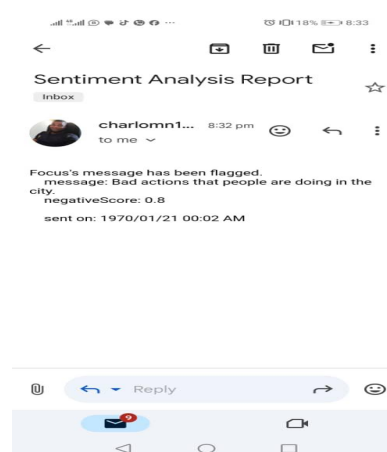 18% 8:33
Sentiment Analysis Report
Inbox
charlomn1... 8:32 pm
to me
Focus's message has been flagged.
message: Bad actions that people are doing in the
city.
negativeScore: 0.8
sent on: 1970/01/21 00:02 AM
Reply
9